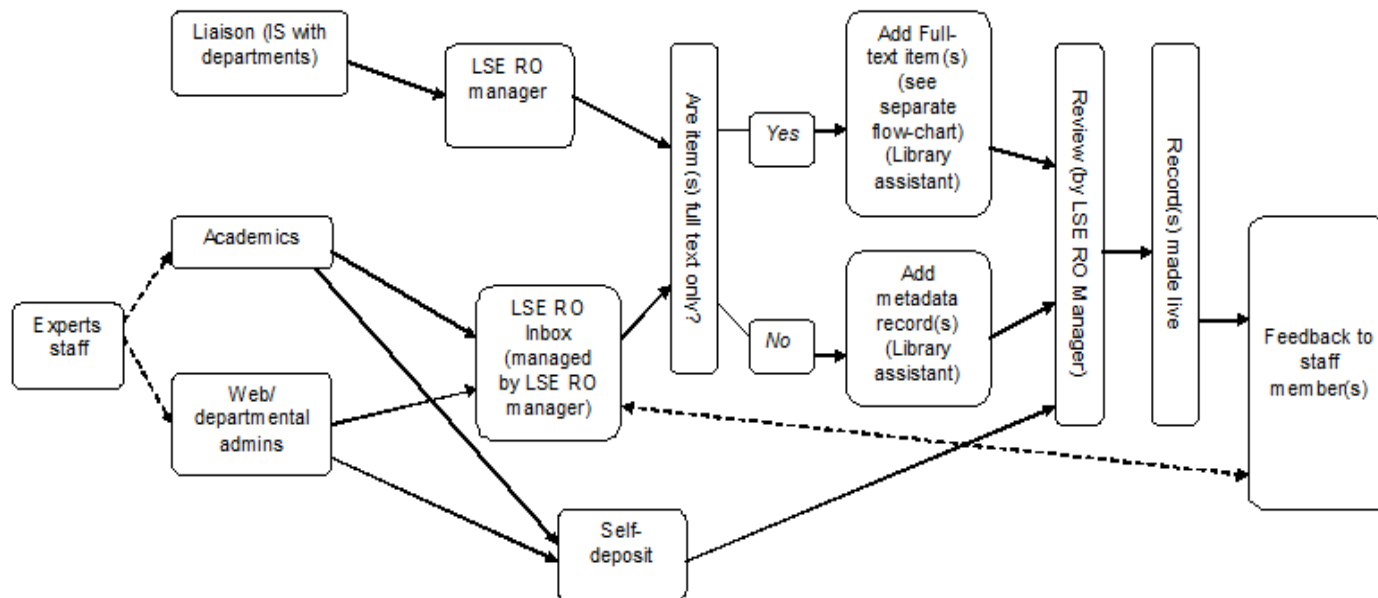 Liaison (IS with
departments)
LSE RO
manager
Are item(s) full text only?
Yes
Add Full-
text item(s)
(see
separate
flow-chart)
(Library
assistant)
Review (by LSE RO Manager)
Record(s) made live
Academics
Experts
staff
Web/
departmental
admins
LSE RO
Inbox
(managed
by LSE RO
manager)
No
Add
metadata
record(s)
(Library
assistant)
Feedback to
staff
member(s)
Self-
deposit